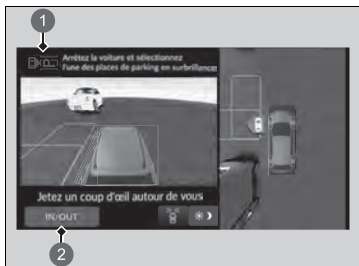 1
Arrêtez la voiture et sélectionnez
l'une des places de parking en surbrillance
Jetez un coup d'œil autour de vous
IN/OUT
2